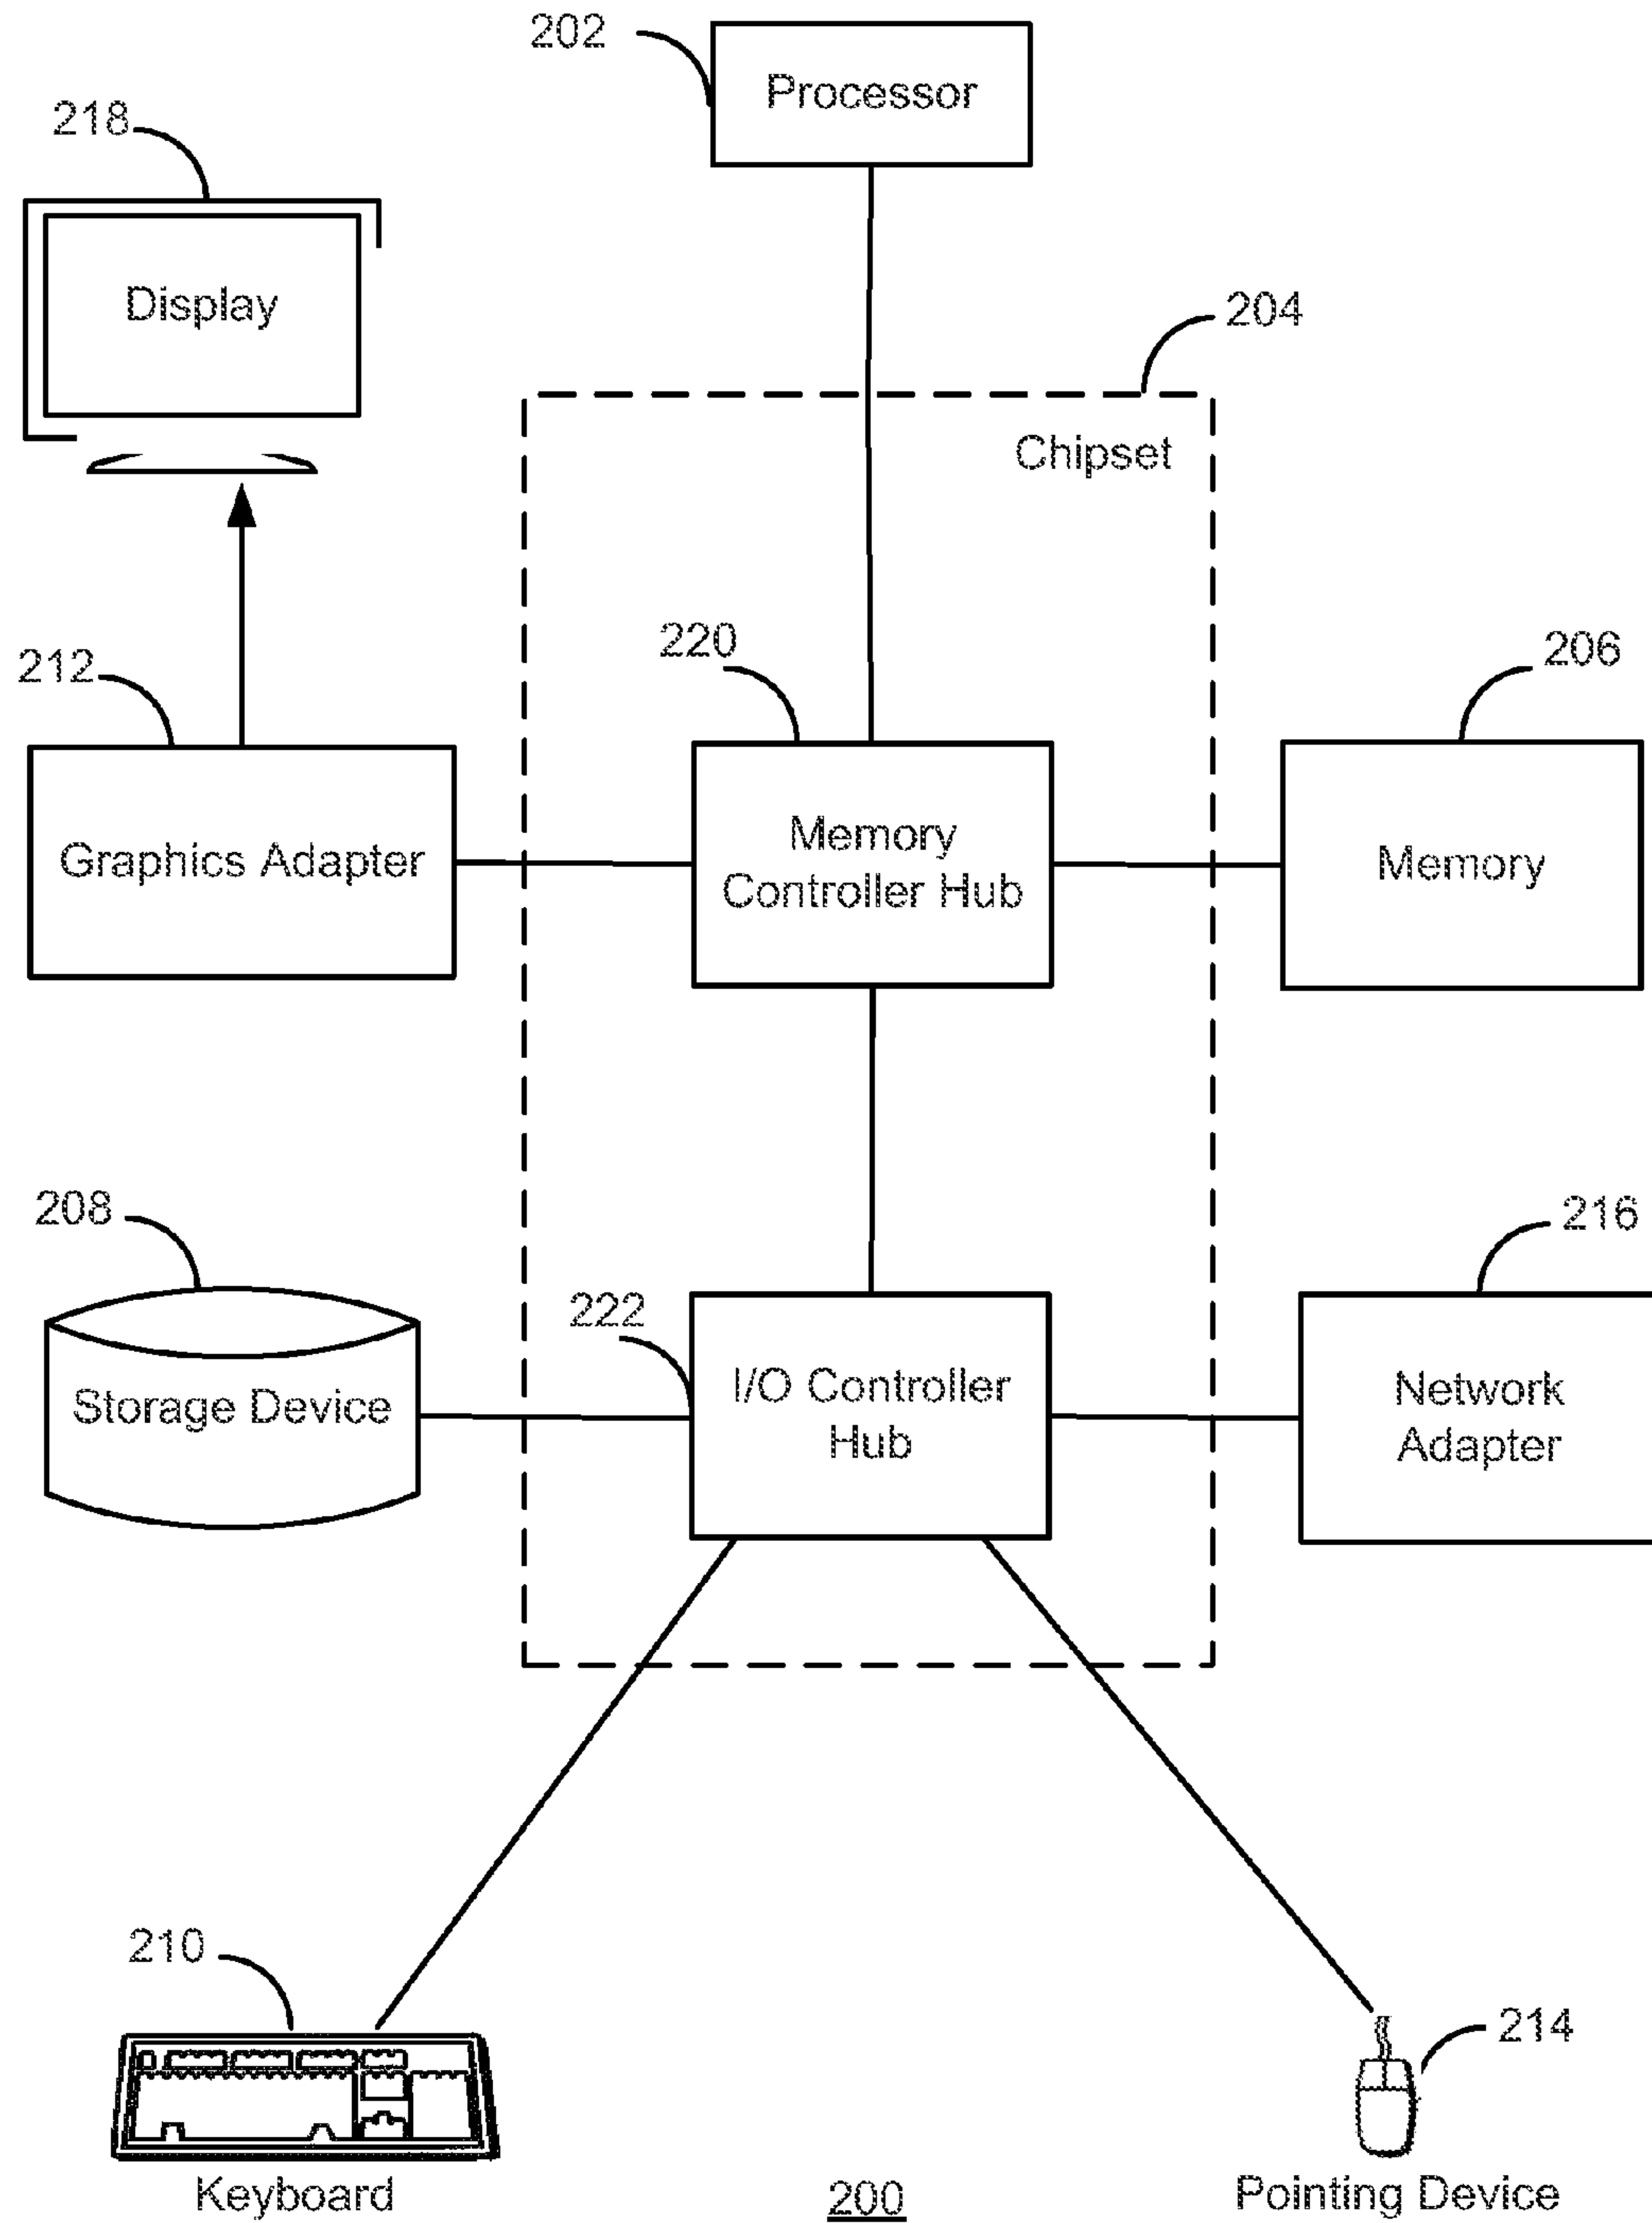 202
Processor
218
Display
204
Chipset
220
206
212
Memory
Controller Hub
Graphics Adapter
Memory
208
216
222
I/O Controller
Hub
Storage Device
Network
Adapter
210
214
Keyboard
200
Pointing Device